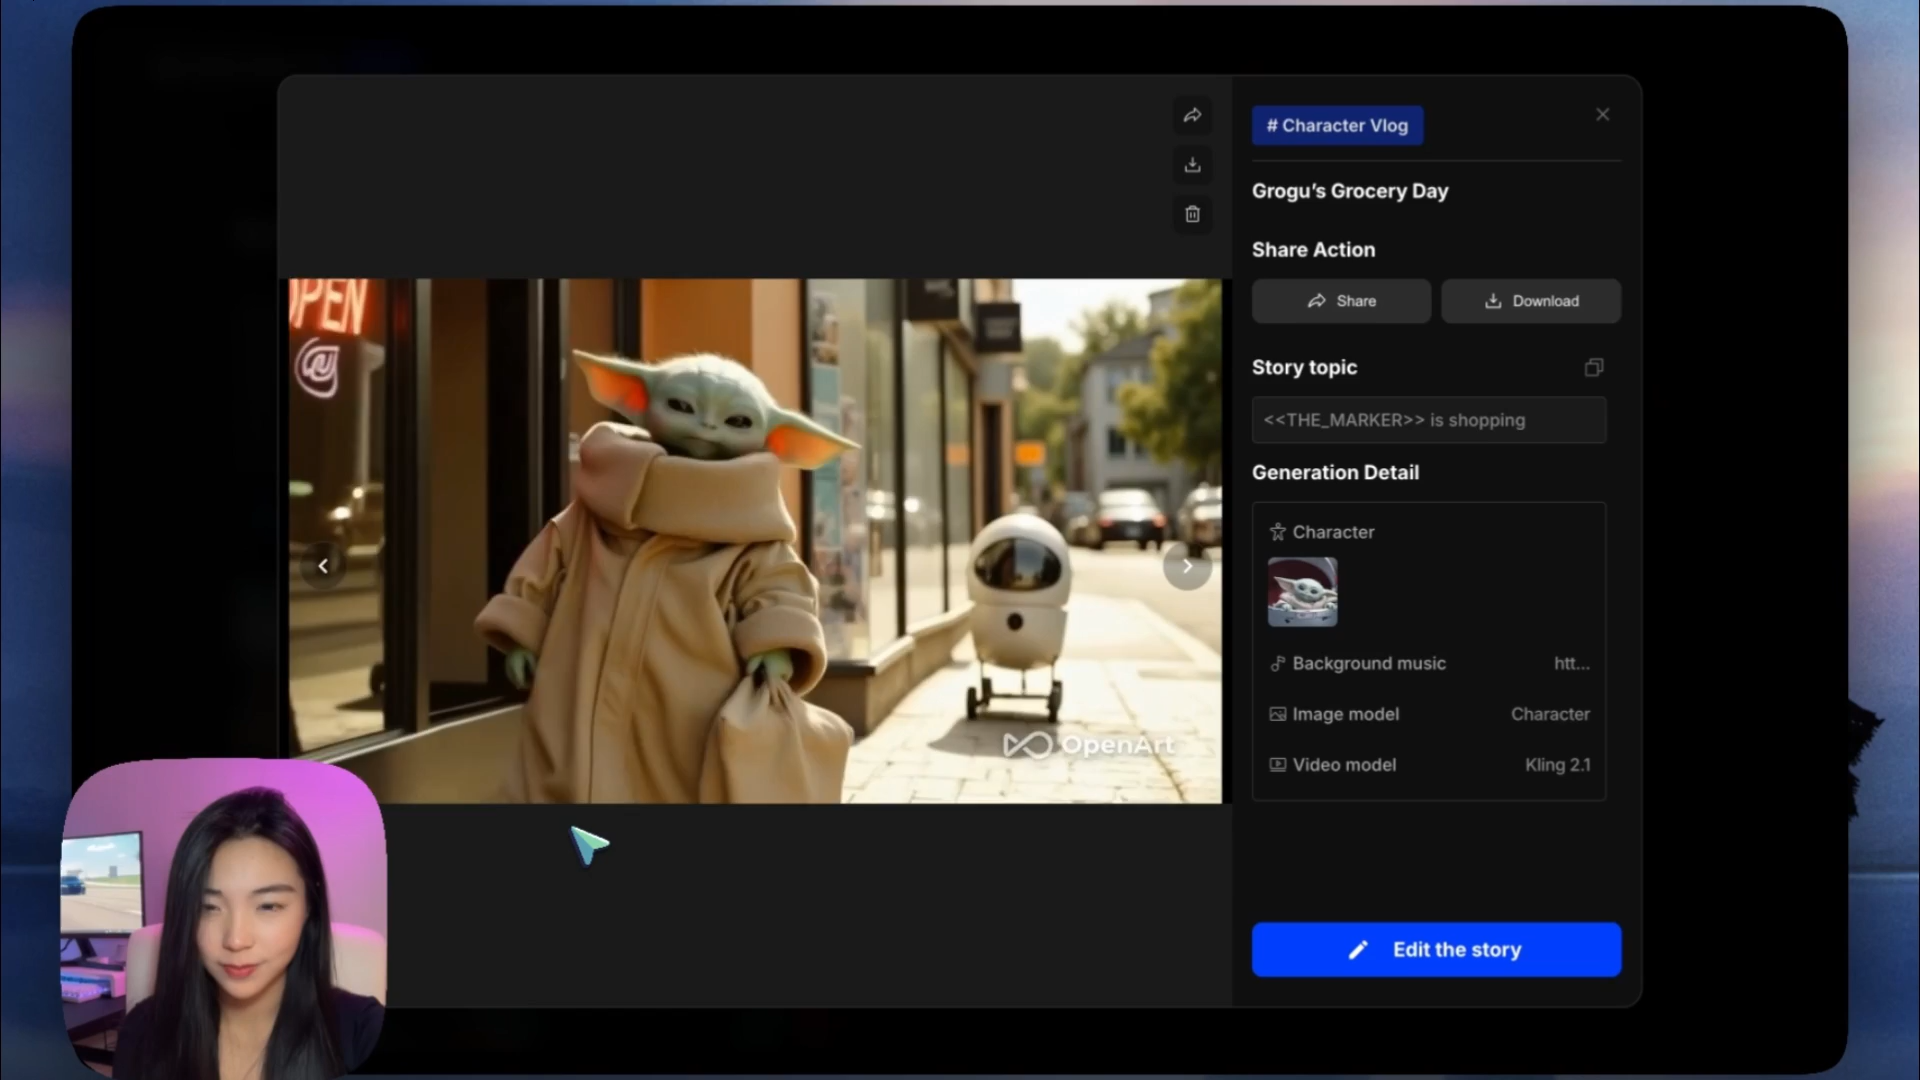 # Character Vlog
Grogu’s Grocery Day
Share Action
Share
Download
Story topic
<<THE_MARKER>> is shopping
Generation Detail
Character
Background music
htt...
Image model
Character
Video model
Kling 2.1
Edit the story
OPEN
@
OpenArt